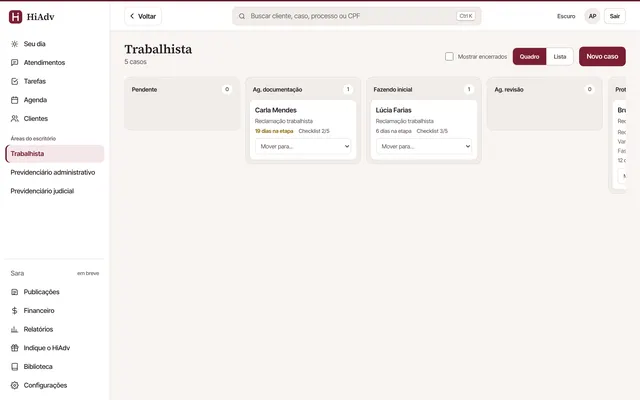 HiAdv
Voltar
Buscar cliente, caso, processo ou CPF
Ctrl K
Escuro
AP
Sair
Seu dia
Atendimentos
Tarefas
Agenda
Clientes
Áreas do escritório
Trabalhista
Previdenciário administrativo
Previdenciário judicial
Sara
em breve
Publicações
Financeiro
Relatórios
Indique o HiAdv
Biblioteca
Configurações
Trabalhista
5 casos
Mostrar encerrados
Quadro
Lista
Novo caso
Pendente
0
Ag. documentação
1
Carla Mendes
Reclamação trabalhista
19 dias na etapa
Checklist 2/5
Mover para...
Fazendo inicial
1
Lúcia Farias
Reclamação trabalhista
6 dias na etapa
Checklist 3/5
Mover para...
Ag. revisão
0